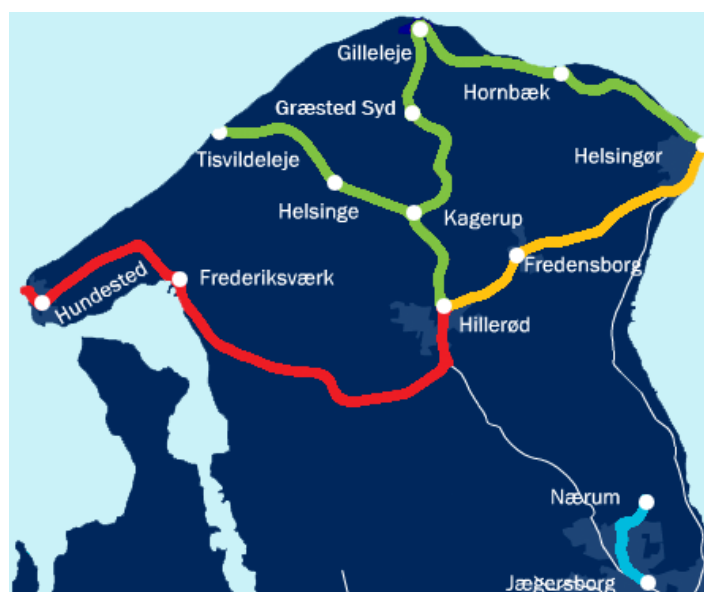 Gilleleje
Hornbæk
Græsted Syd
Helsingør
Tisvildeleje
Helsinge
Kagerup
Fredensborg
Frederiksværk
Hundested
Hillerød
Nærum
Jægersborg